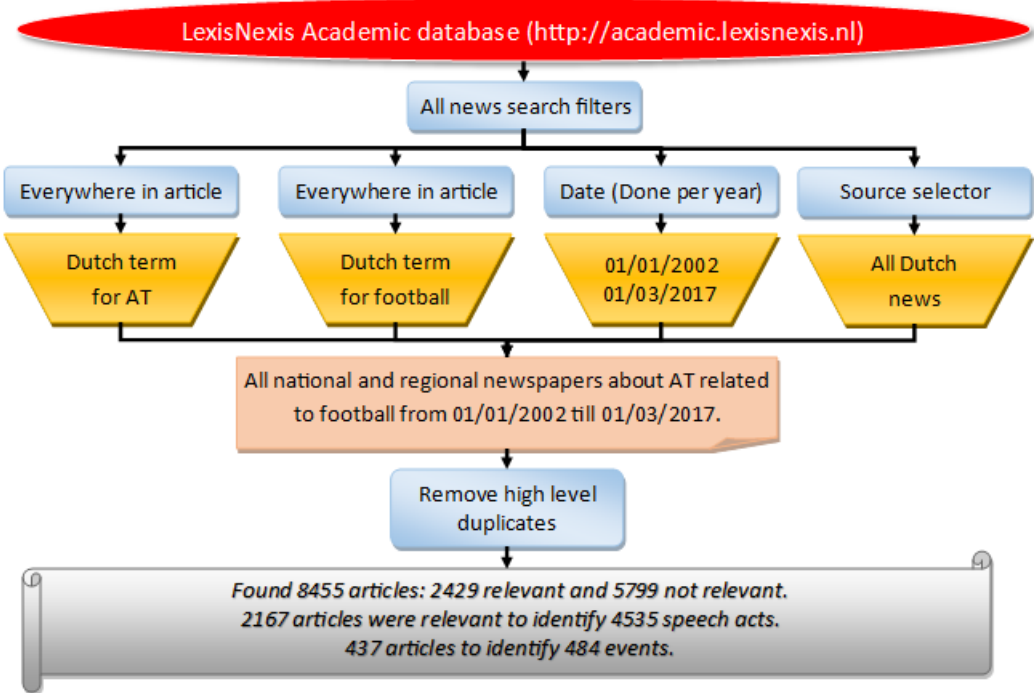 LexisNexis Academic database (http://academic.lexisnexis.nl)
All news search filters
Everywhere in article
Everywhere in article
Date (Done per year)
Source selector
Dutch term
for AT
Dutch term
for football
01/01/2002
01/03/2017
All Dutch
news
All national and regional newspapers about AT related
to football from 01/01/2002 till 01/03/2017.
Remove high level
duplicates
Found 8455 articles: 2429 relevant and 5799 not relevant.
2167 articles were relevant to identify 4535 speech acts.
437 articles to identify 484 events.